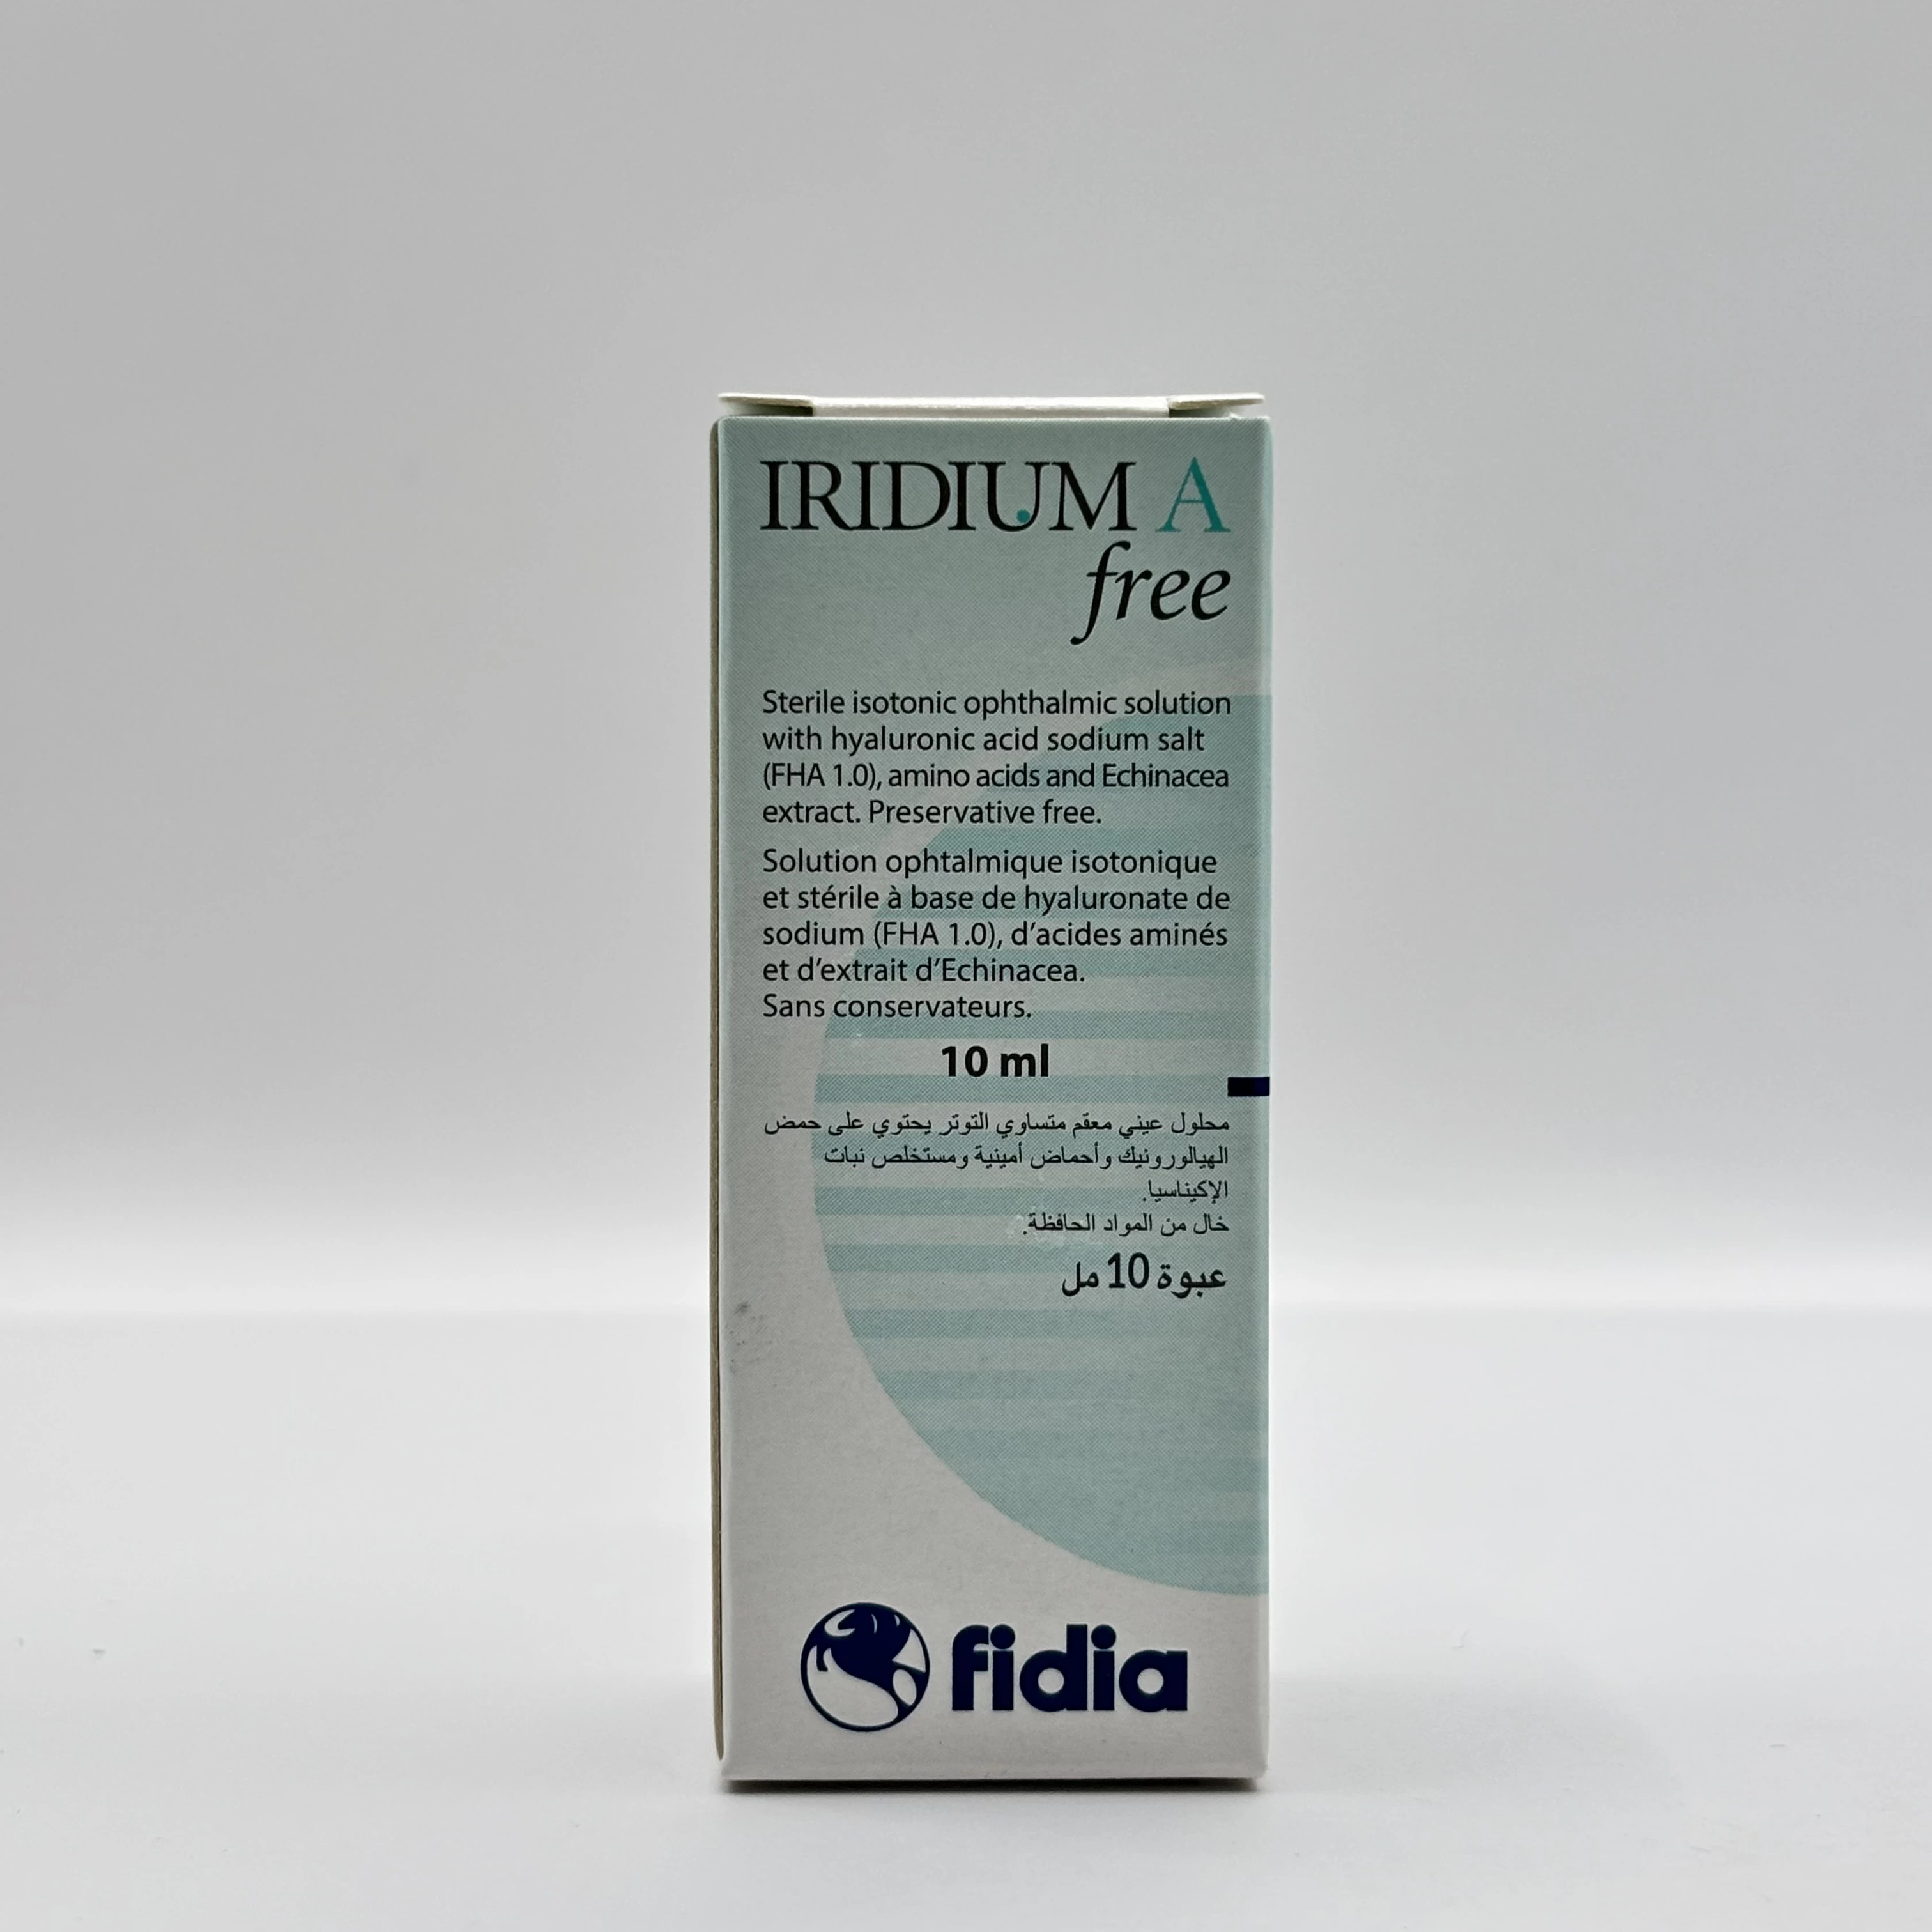 IRIDIUM A
free
Sterile isotonic ophthalmic solution
with hyaluronic acid sodium salt
(FHA 1.0), amino acids and Echinacea
extract. Preservative free.
Solution ophtalmique isotonique
et stérile à base de hyaluronate de
sodium (FHA 1.0), d’acides aminés
et d’extrait d’Echinacea.
Sans conservateurs.
10 ml
محلول عيني معقم متساوي التوتر يحتوي على حمض
الهيالورونيك وأحماض أمينية ومستخلص نبات
الإكيناسيا.
خال من المواد الحافظة.
عبوة 10 مل
fidia